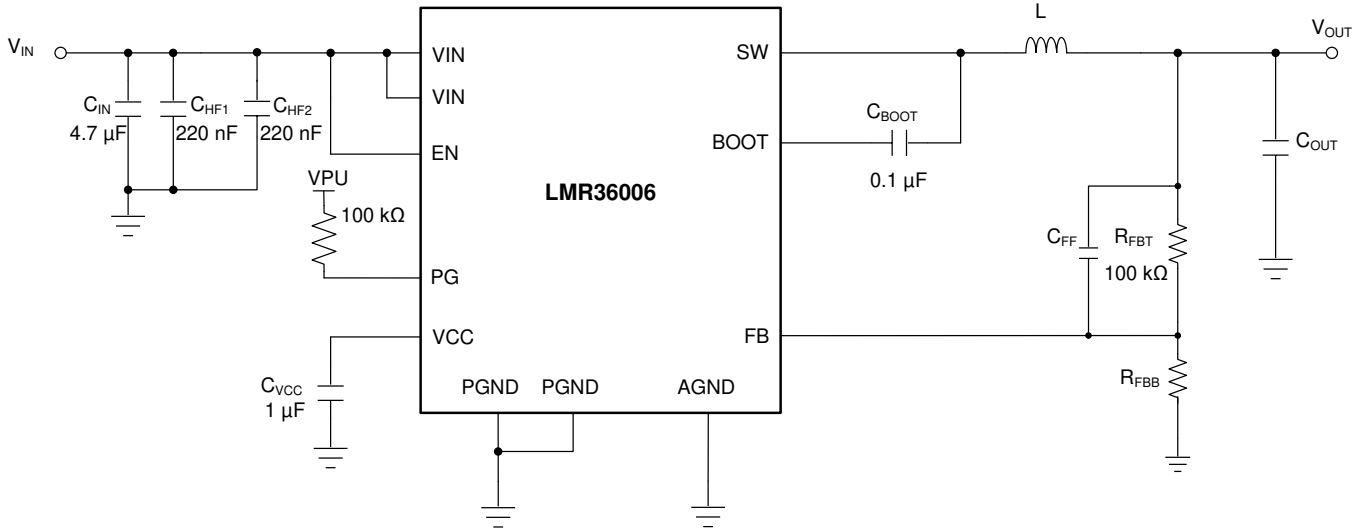 L
V_IN
V_OUT
VIN
SW
VIN
C_IN
4.7 µF
C_HF1
220 nF
C_HF2
220 nF
C_BOOT
BOOT
0.1 µF
C_OUT
EN
LMR36006
VPU
100 kΩ
C_FF
R_FBT
100 kΩ
PG
VCC
FB
C_VCC
1 µF
PGND
PGND
AGND
R_FBB